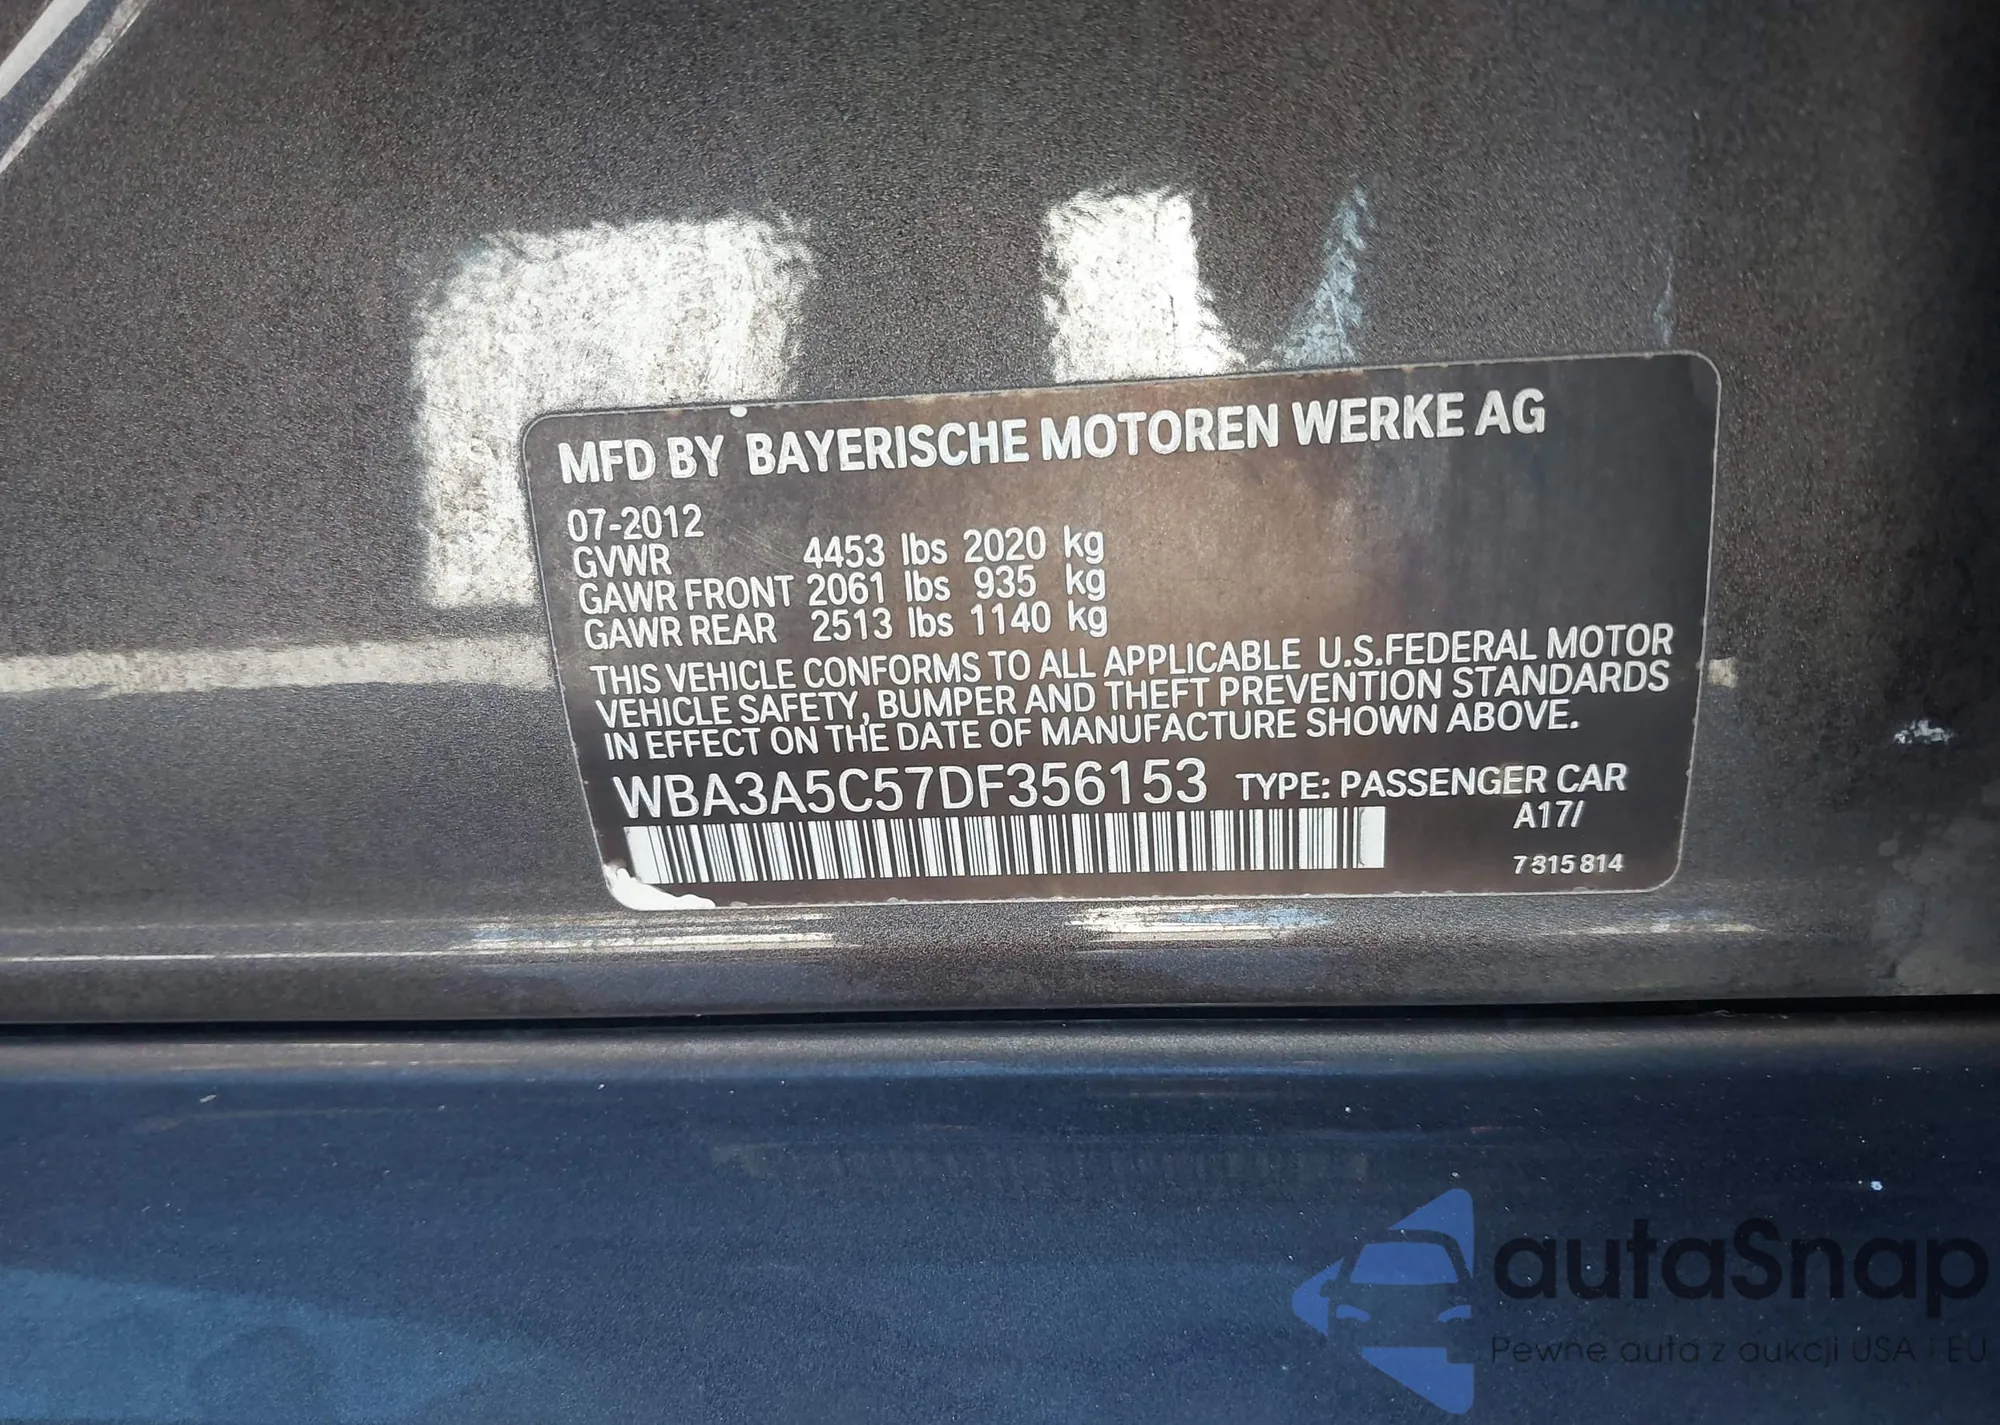 MFD BY BAYERISCHE MOTOREN WERKE AG
07-2012
GVWR 4453 lbs 2020 kg
GAWR FRONT 2061 lbs 935 kg
GAWR REAR 2513 lbs 1140 kg
THIS VEHICLE CONFORMS TO ALL APPLICABLE U.S.FEDERAL MOTOR
VEHICLE SAFETY, BUMPER AND THEFT PREVENTION STANDARDS
IN EFFECT ON THE DATE OF MANUFACTURE SHOWN ABOVE.
WBA3A5C57DF356153 TYPE: PASSENGER CAR
A17/
7315814
autaSnap
Pewne auta z aukcji USA i EU